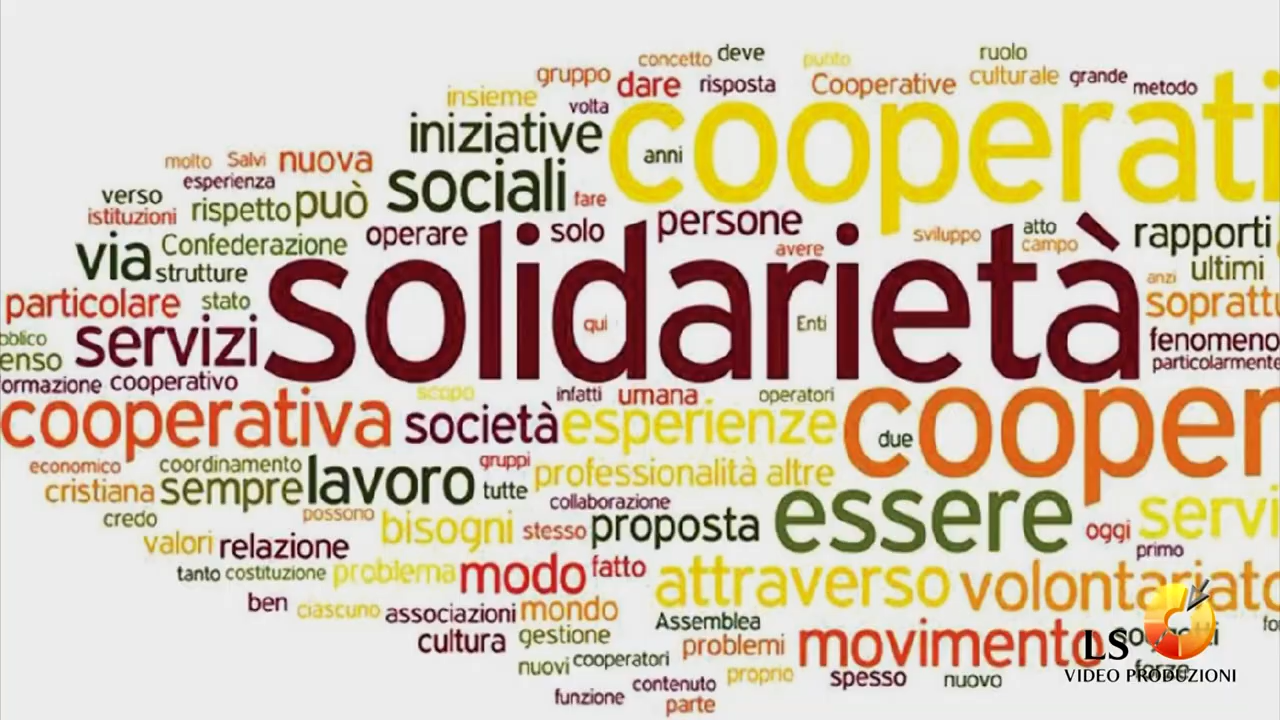 deve
ruolo
concetto
punto
gruppo
dare
risposta
Cooperative
culturale
grande
metodo
insieme
volta
cooperati
iniziative
anni
molto
Salvi
nuova
esperienza
sociali
fare
verso
istituzioni
rispetto
può
persone
operare
solo
sviluppo
atto
campo
rapporti
via
Confederazione
avere
strutture
solidarietà
ultimi
anzi
particolare
stato
qui
Enti
sopratt
servizi
fenomeno
bblico
enso
particolarmente
ormazione
cooperativo
scopo
infatti
umana
operatori
cooperativa
società
esperienze
cooper
due
economico
coordinamento
gruppi
professionalità
altre
cristiana
sempre
lavoro
tutte
collaborazione
essere
credo
possono
bisogni
stesso
proposta
oggi
servi
primo
valori
relazione
tanto
costituzione
problema
modo
fatto
attraverso
volontariato
ben
ciascuno
associazioni
mondo
Assemblea
fo
cultura
gestione
problemi
movimento
nuovi
cooperatori
proprio
spesso
nuovo
forze
funzione
contenuto
parte
LS
VIDEO PRODUZIONI